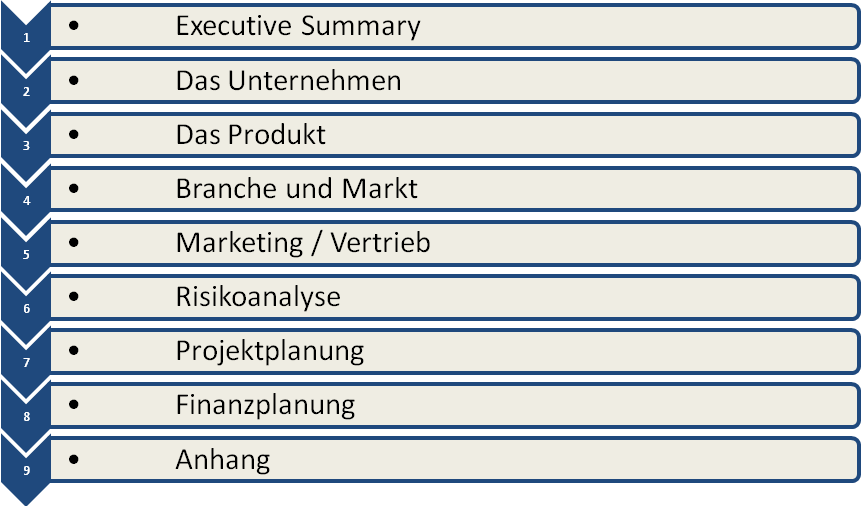 1 • Executive Summary
2 • Das Unternehmen
3 • Das Produkt
4 • Branche und Markt
5 • Marketing / Vertrieb
6 • Risikoanalyse
7 • Projektplanung
8 • Finanzplanung
9 • Anhang